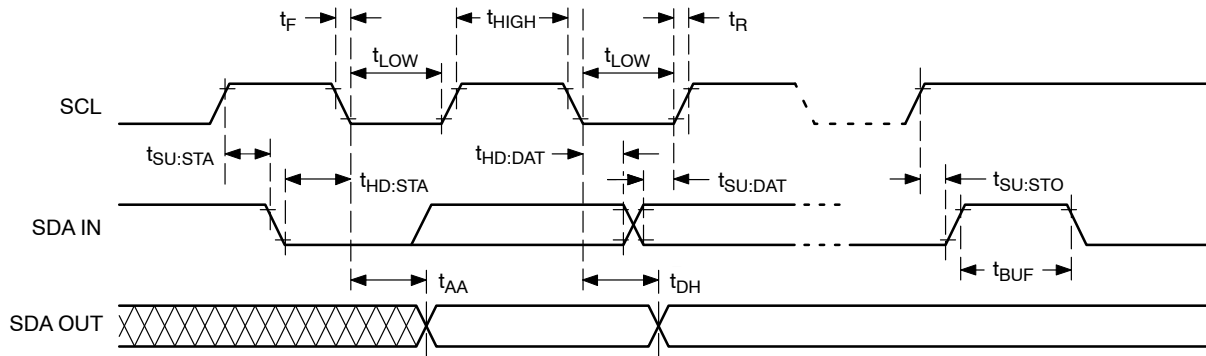 tF
tHIGH
tR
tLOW
tLOW
SCL
tSU:STA
tHD:STA
tHD:DAT
tSU:DAT
tSU:STO
SDA IN
tBUF
tAA
tDH
SDA OUT